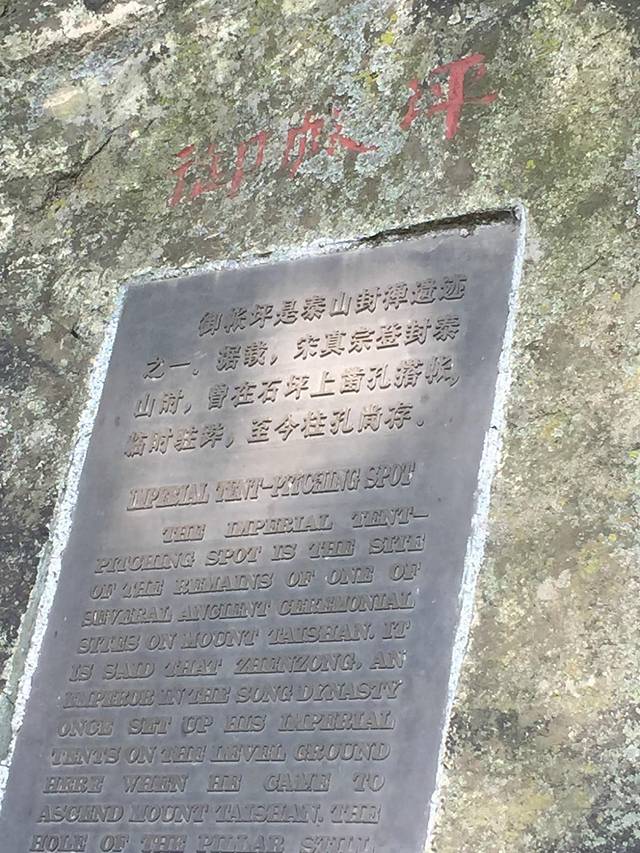 御帐坪
御帐坪是泰山封禅遗迹
之一。据载，宋真宗登封泰
山时，曾在石坪上凿孔搭帐，
临时驻跸，至今柱孔尚存。
IMPERIAL TENT-PITCHING SPOT
THE IMPERIAL TENT-
PITCHING SPOT IS THE SITE
OF THE REMAINS OF ONE OF
SEVERAL ANCIENT CEREMONIAL
SITES ON MOUNT TAISHAN. IT
IS SAID THAT ZHENZONG, AN
EMPEROR IN THE SONG DYNASTY
ONCE SET UP HIS IMPERIAL
TENTS ON THE LEVEL GROUND
HERE WHEN HE CAME TO
ASCEND MOUNT TAISHAN. THE
HOLE OF THE PILLAR STILL